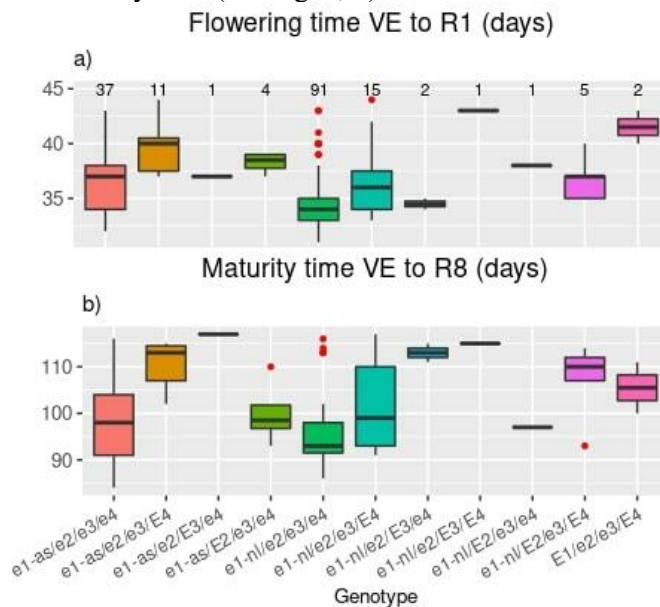 Flowering time VE to R1 (days)
a)
37 11 1 4 91 15 2 1 1 5 2
45
40
35
Maturity time VE to R8 (days)
b)
110
100
90
e1-as/e2/e3/e4
e1-as/e2/e3/E4
e1-as/e2/E3/e4
e1-as/E2/e3/e4
e1-nl/e2/e3/e4
e1-nl/e2/e3/E4
e1-nl/e2/E3/e4
e1-nl/e2/E3/E4
e1-nl/E2/e3/e4
e1-nl/E2/e3/E4
E1/e2/e3/E4
Genotype